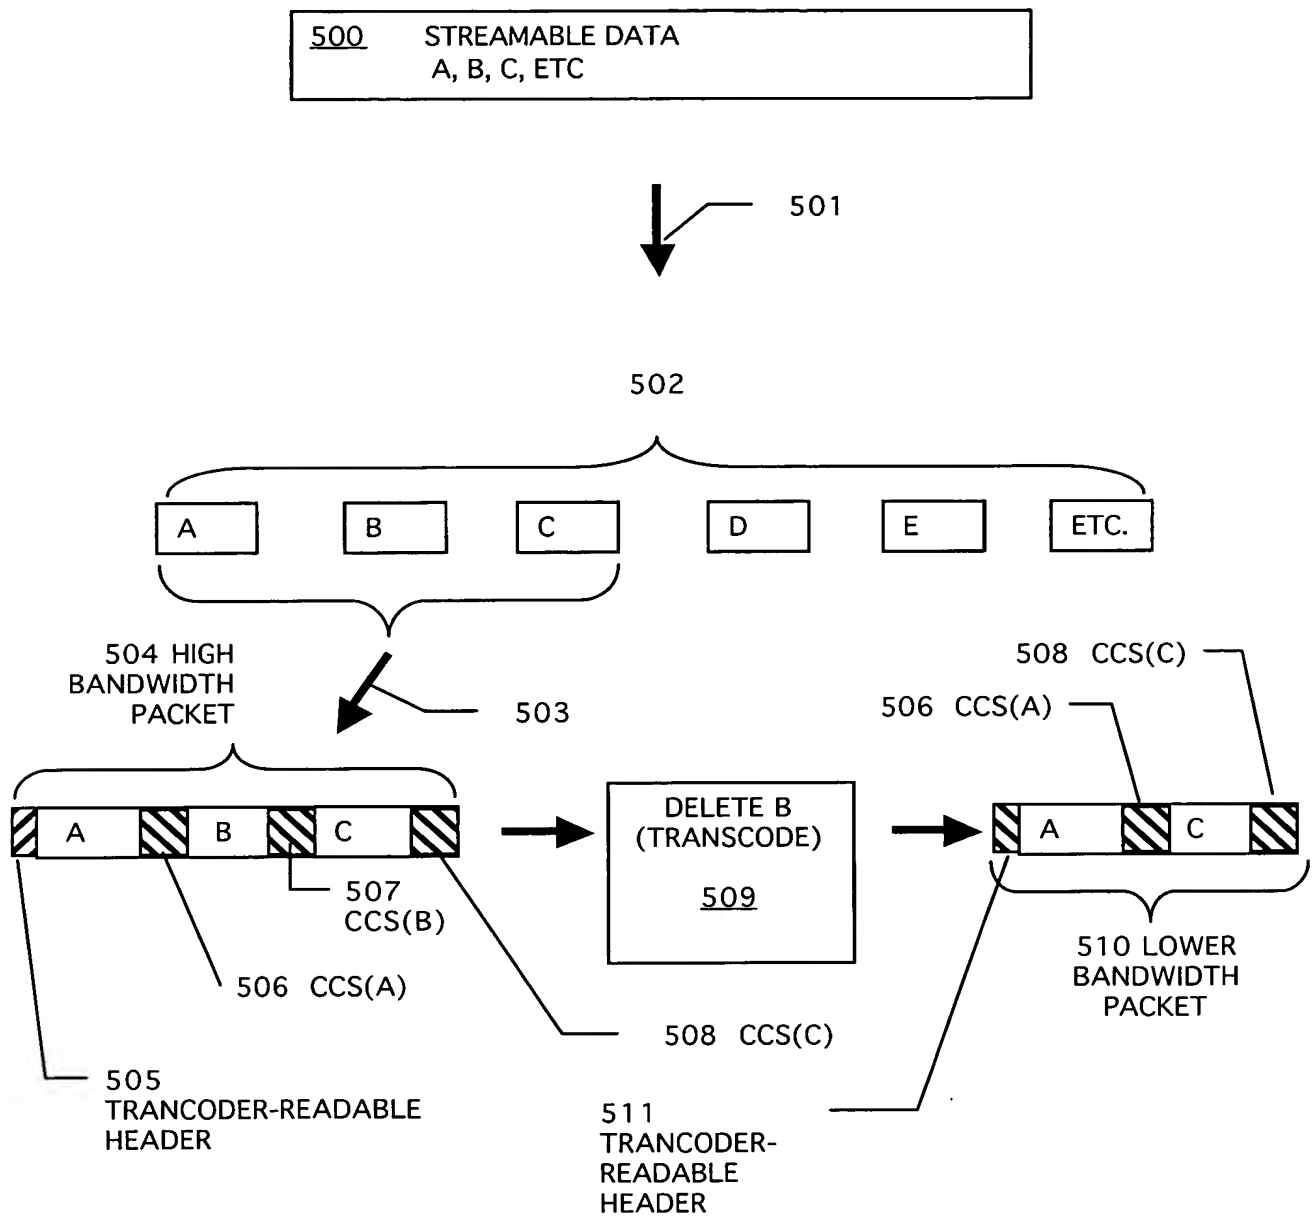 500 STREAMABLE DATA
A, B, C, ETC
501
502
A B C D E ETC.
504 HIGH
BANDWIDTH
PACKET
503
508 CCS(C)
506 CCS(A)
A B C
DELETE B
(TRANSCODE)
509
A C
507
CCS(B)
506 CCS(A)
508 CCS(C)
510 LOWER
BANDWIDTH
PACKET
505
TRANCODER-READABLE
HEADER
511
TRANCODER-
READABLE
HEADER